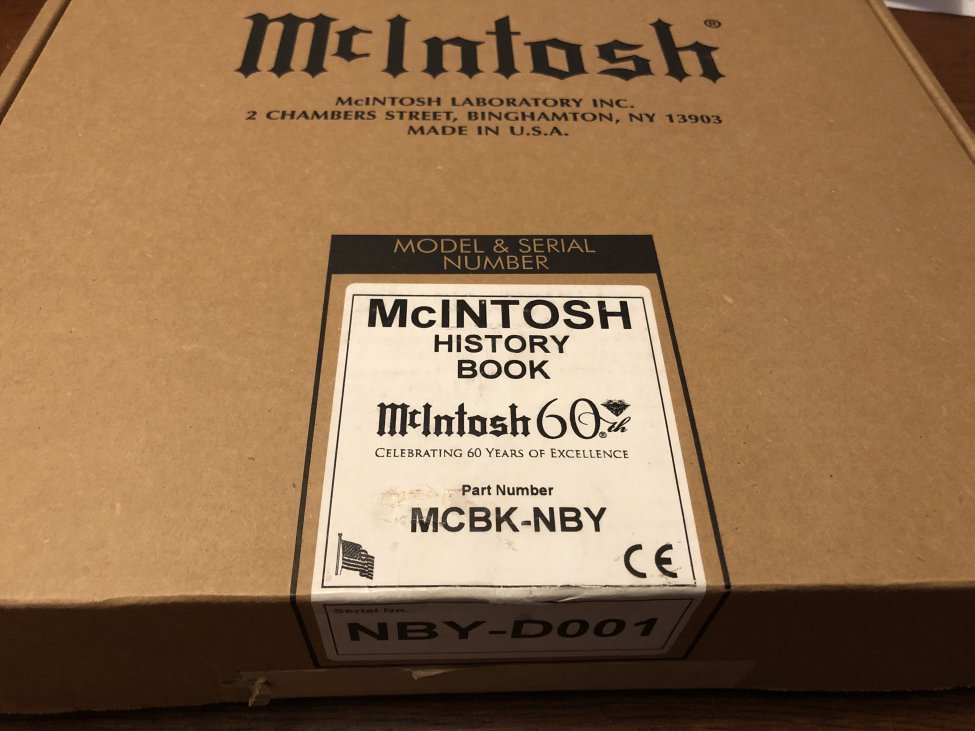 McIntosh®
McINTOSH LABORATORY INC.
2 CHAMBERS STREET, BINGHAMTON, NY 13903
MADE IN U.S.A.
MODEL & SERIAL
NUMBER
McINTOSH
HISTORY
BOOK
McIntosh® 60th
CELEBRATING 60 YEARS OF EXCELLENCE
Part Number
MCBK-NBY
CE
Serial No.
NBY-D001